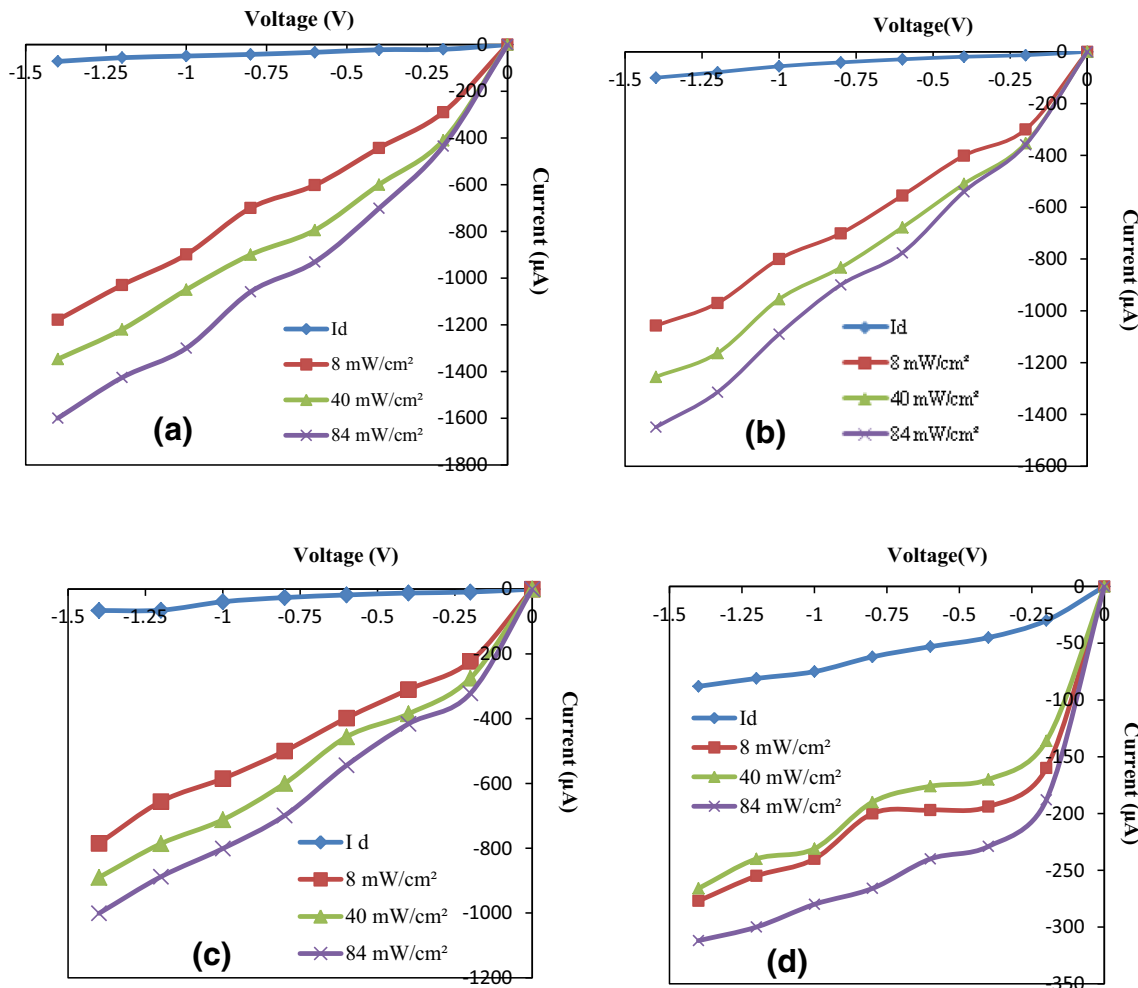 Voltage (V)
0
-1.5
-1.25
-1
-0.75
-0.5
-0.25
0
-200
-400
-600
-800
-1000
-1200
-1400
-1600
-1800
Current (µA)
Id
8 mW/cm²
40 mW/cm²
84 mW/cm²
(a)
Voltage(V)
0
-1.5
-1.25
-1
-0.75
-0.5
-0.25
0
-200
-400
-600
-800
-1000
-1200
-1400
-1600
Current (µA)
Id
8 mW/cm²
40 mW/cm²
84 mW/cm²
(b)
Voltage (V)
0
-1.5
-1.25
-1
-0.75
-0.5
-0.25
0
-200
-400
-600
-800
-1000
-1200
Current (µA)
I d
8 mW/cm²
40 mW/cm²
84 mW/cm²
(c)
Voltage(V)
0
-1.5
-1.25
-1
-0.75
-0.5
-0.25
0
-50
-100
-150
-200
-250
-300
-350
Current (µA)
Id
8 mW/cm²
40 mW/cm²
84 mW/cm²
(d)